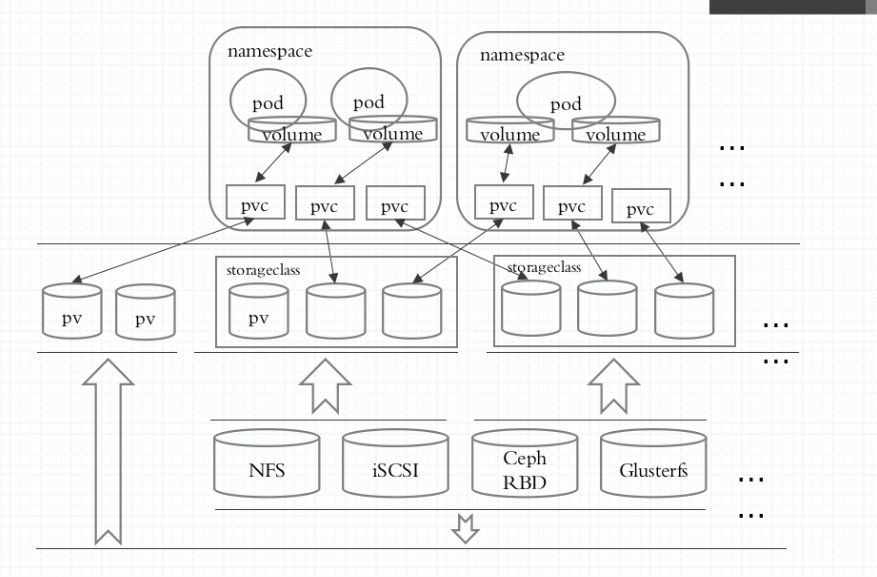 namespace
namespace
pod
pod
pod
volume
volume
volume
volume
...
...
pvc
pvc
pvc
pvc
pvc
pvc
storageclass
storageclass
pv
pv
pv
...
...
NFS
iSCSI
Ceph
RBD
Glusterfs
...
...